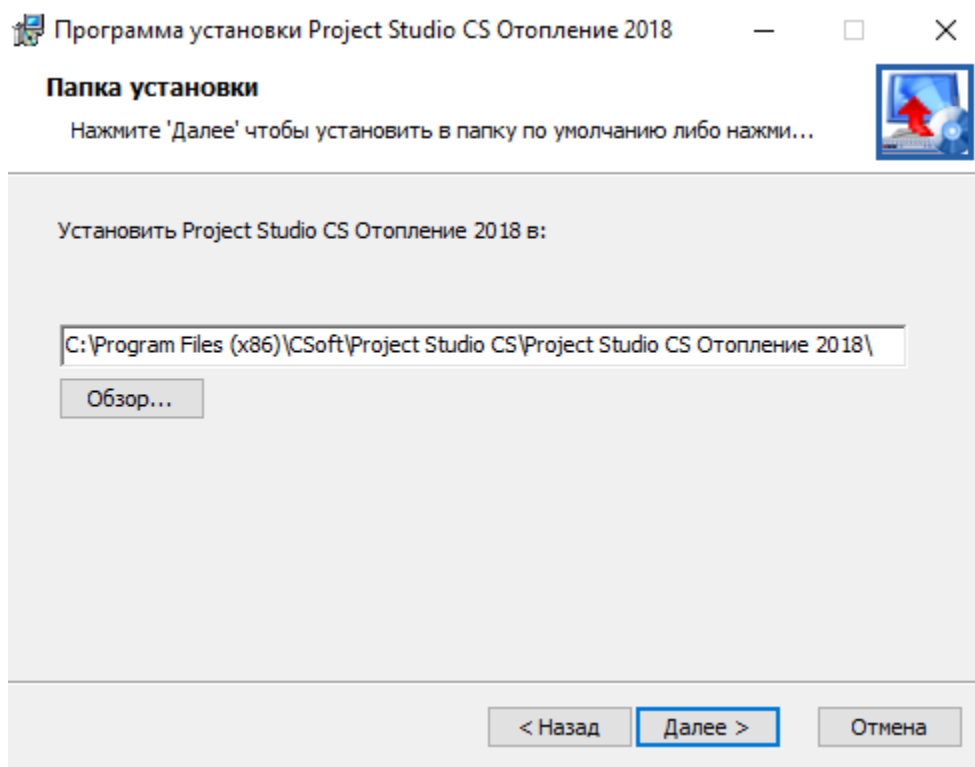 Программа установки Project Studio CS Отопление 2018
Папка установки
Нажмите 'Далее' чтобы установить в папку по умолчанию либо нажми...
Установить Project Studio CS Отопление 2018 в:
C:\Program Files (x86)\CSoft\Project Studio CS\Project Studio CS Отопление 2018\
Обзор...
< Назад Далее > Отмена